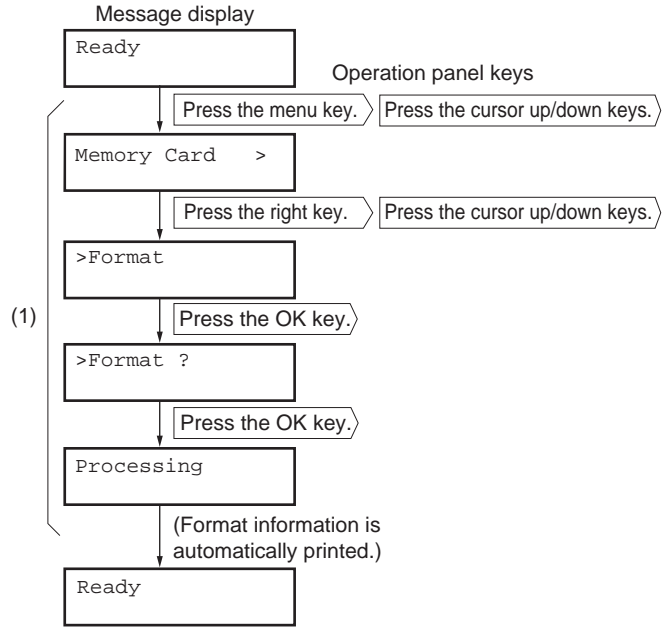 Message display
Ready
Operation panel keys
Press the menu key. Press the cursor up/down keys.
Memory Card >
Press the right key. Press the cursor up/down keys.
>Format
(1)
Press the OK key.
>Format ?
Press the OK key.
Processing
(Format information is
automatically printed.)
Ready